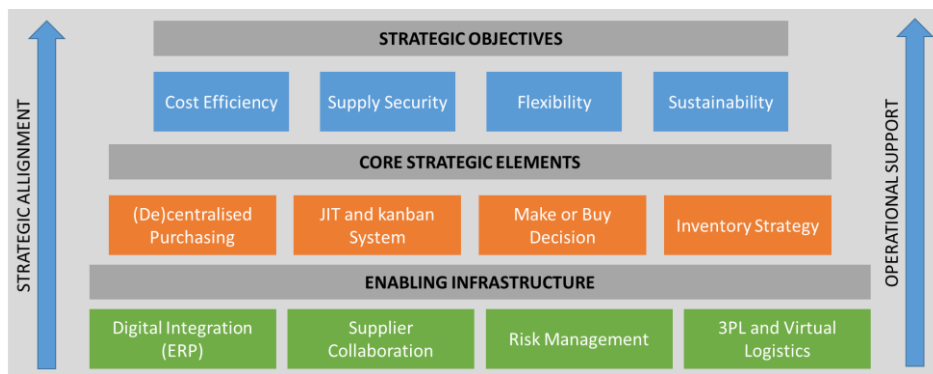 STRATEGIC OBJECTIVES
Cost Efficiency
Supply Security
Flexibility
Sustainability
CORE STRATEGIC ELEMENTS
(De)centralised
Purchasing
JIT and kanban
System
Make or Buy
Decision
Inventory Strategy
ENABLING INFRASTRUCTURE
Digital Integration
(ERP)
Supplier
Collaboration
Risk Management
3PL and Virtual
Logistics
STRATEGIC ALLIGNMENT
OPERATIONAL SUPPORT